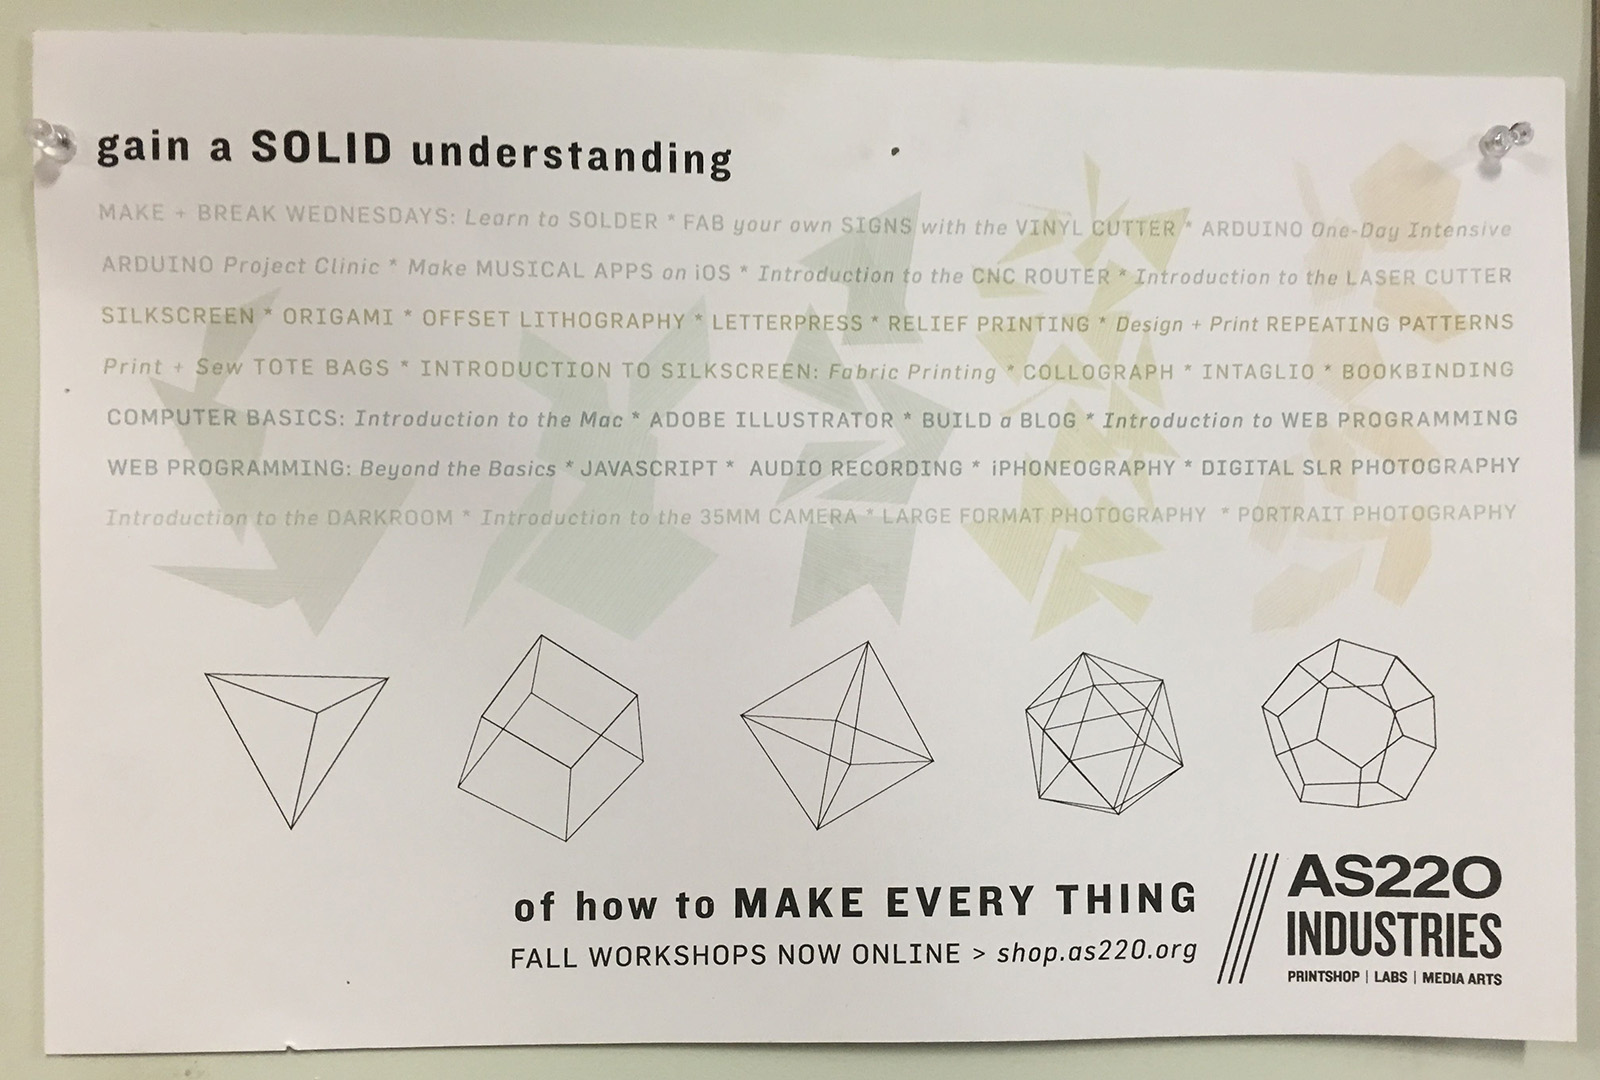 gain a SOLID understanding
MAKE + BREAK WEDNESDAYS: Learn to SOLDER * FAB your own SIGNS with the VINYL CUTTER * ARDUINO One-Day Intensive
ARDUINO Project Clinic * Make MUSICAL APPS on iOS * Introduction to the CNC ROUTER * Introduction to the LASER CUTTER
SILKSCREEN * ORIGAMI * OFFSET LITHOGRAPHY * LETTERPRESS * RELIEF PRINTING * Design + Print REPEATING PATTERNS
Print + Sew TOTE BAGS * INTRODUCTION TO SILKSCREEN: Fabric Printing * COLLOGRAPH * INTAGLIO * BOOKBINDING
COMPUTER BASICS: Introduction to the Mac * ADOBE ILLUSTRATOR * BUILD a BLOG * Introduction to WEB PROGRAMMING
WEB PROGRAMMING: Beyond the Basics * JAVASCRIPT * AUDIO RECORDING * iPHONEOGRAPHY * DIGITAL SLR PHOTOGRAPHY
Introduction to the DARKROOM * Introduction to the 35MM CAMERA * LARGE FORMAT PHOTOGRAPHY * PORTRAIT PHOTOGRAPHY
of how to MAKE EVERY THING
FALL WORKSHOPS NOW ONLINE > shop.as220.org
AS220
INDUSTRIES
PRINTSHOP | LABS | MEDIA ARTS